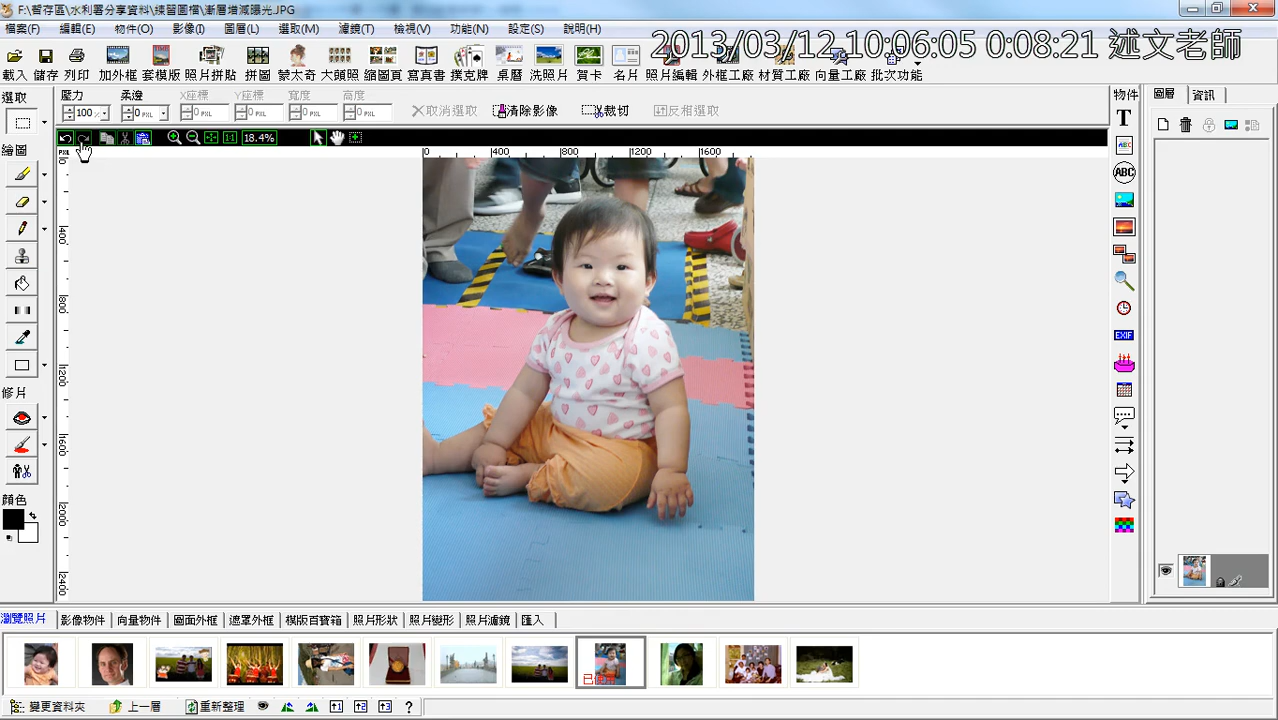 F:\暫存區\水利署分享資料\練習圖檔\漸層增減曝光.JPG
檔案(F) 編輯(E) 物件(O) 影像(I) 圖層(L) 選取(M) 濾鏡(T) 檢視(V) 功能(N) 設定(S) 說明(H)
2013/03/12 10:06:05 0:08:21 述文老師
載入 儲存 列印 加外框 套模版 照片拼貼 拼圖 蒙太奇 大頭照 縮圖頁 寫真書 撲克牌 桌曆 洗照片 賀卡 名片 照片編輯 外框工廠 材質工廠 向量工廠 批次功能
選取 壓力 柔邊 X座標 Y座標 寬度 高度
100 0 PXL 0 PXL 0 PXL 0 PXL 0 PXL 取消選取 清除影像 裁切 反相選取
18.4%
繪圖
修片
顏色
PXL 0 400 800 1200 1600
0 400 800 1200 1600 2000 2400
物件
T
ABC
ABC
EXIF
圖層 資訊
已使用
瀏覽照片 影像物件 向量物件 圖面外框 遮罩外框 模版百寶箱 照片形狀 照片變形 照片濾鏡 匯入
變更資料夾 上一層 重新整理 1 2 3 ?